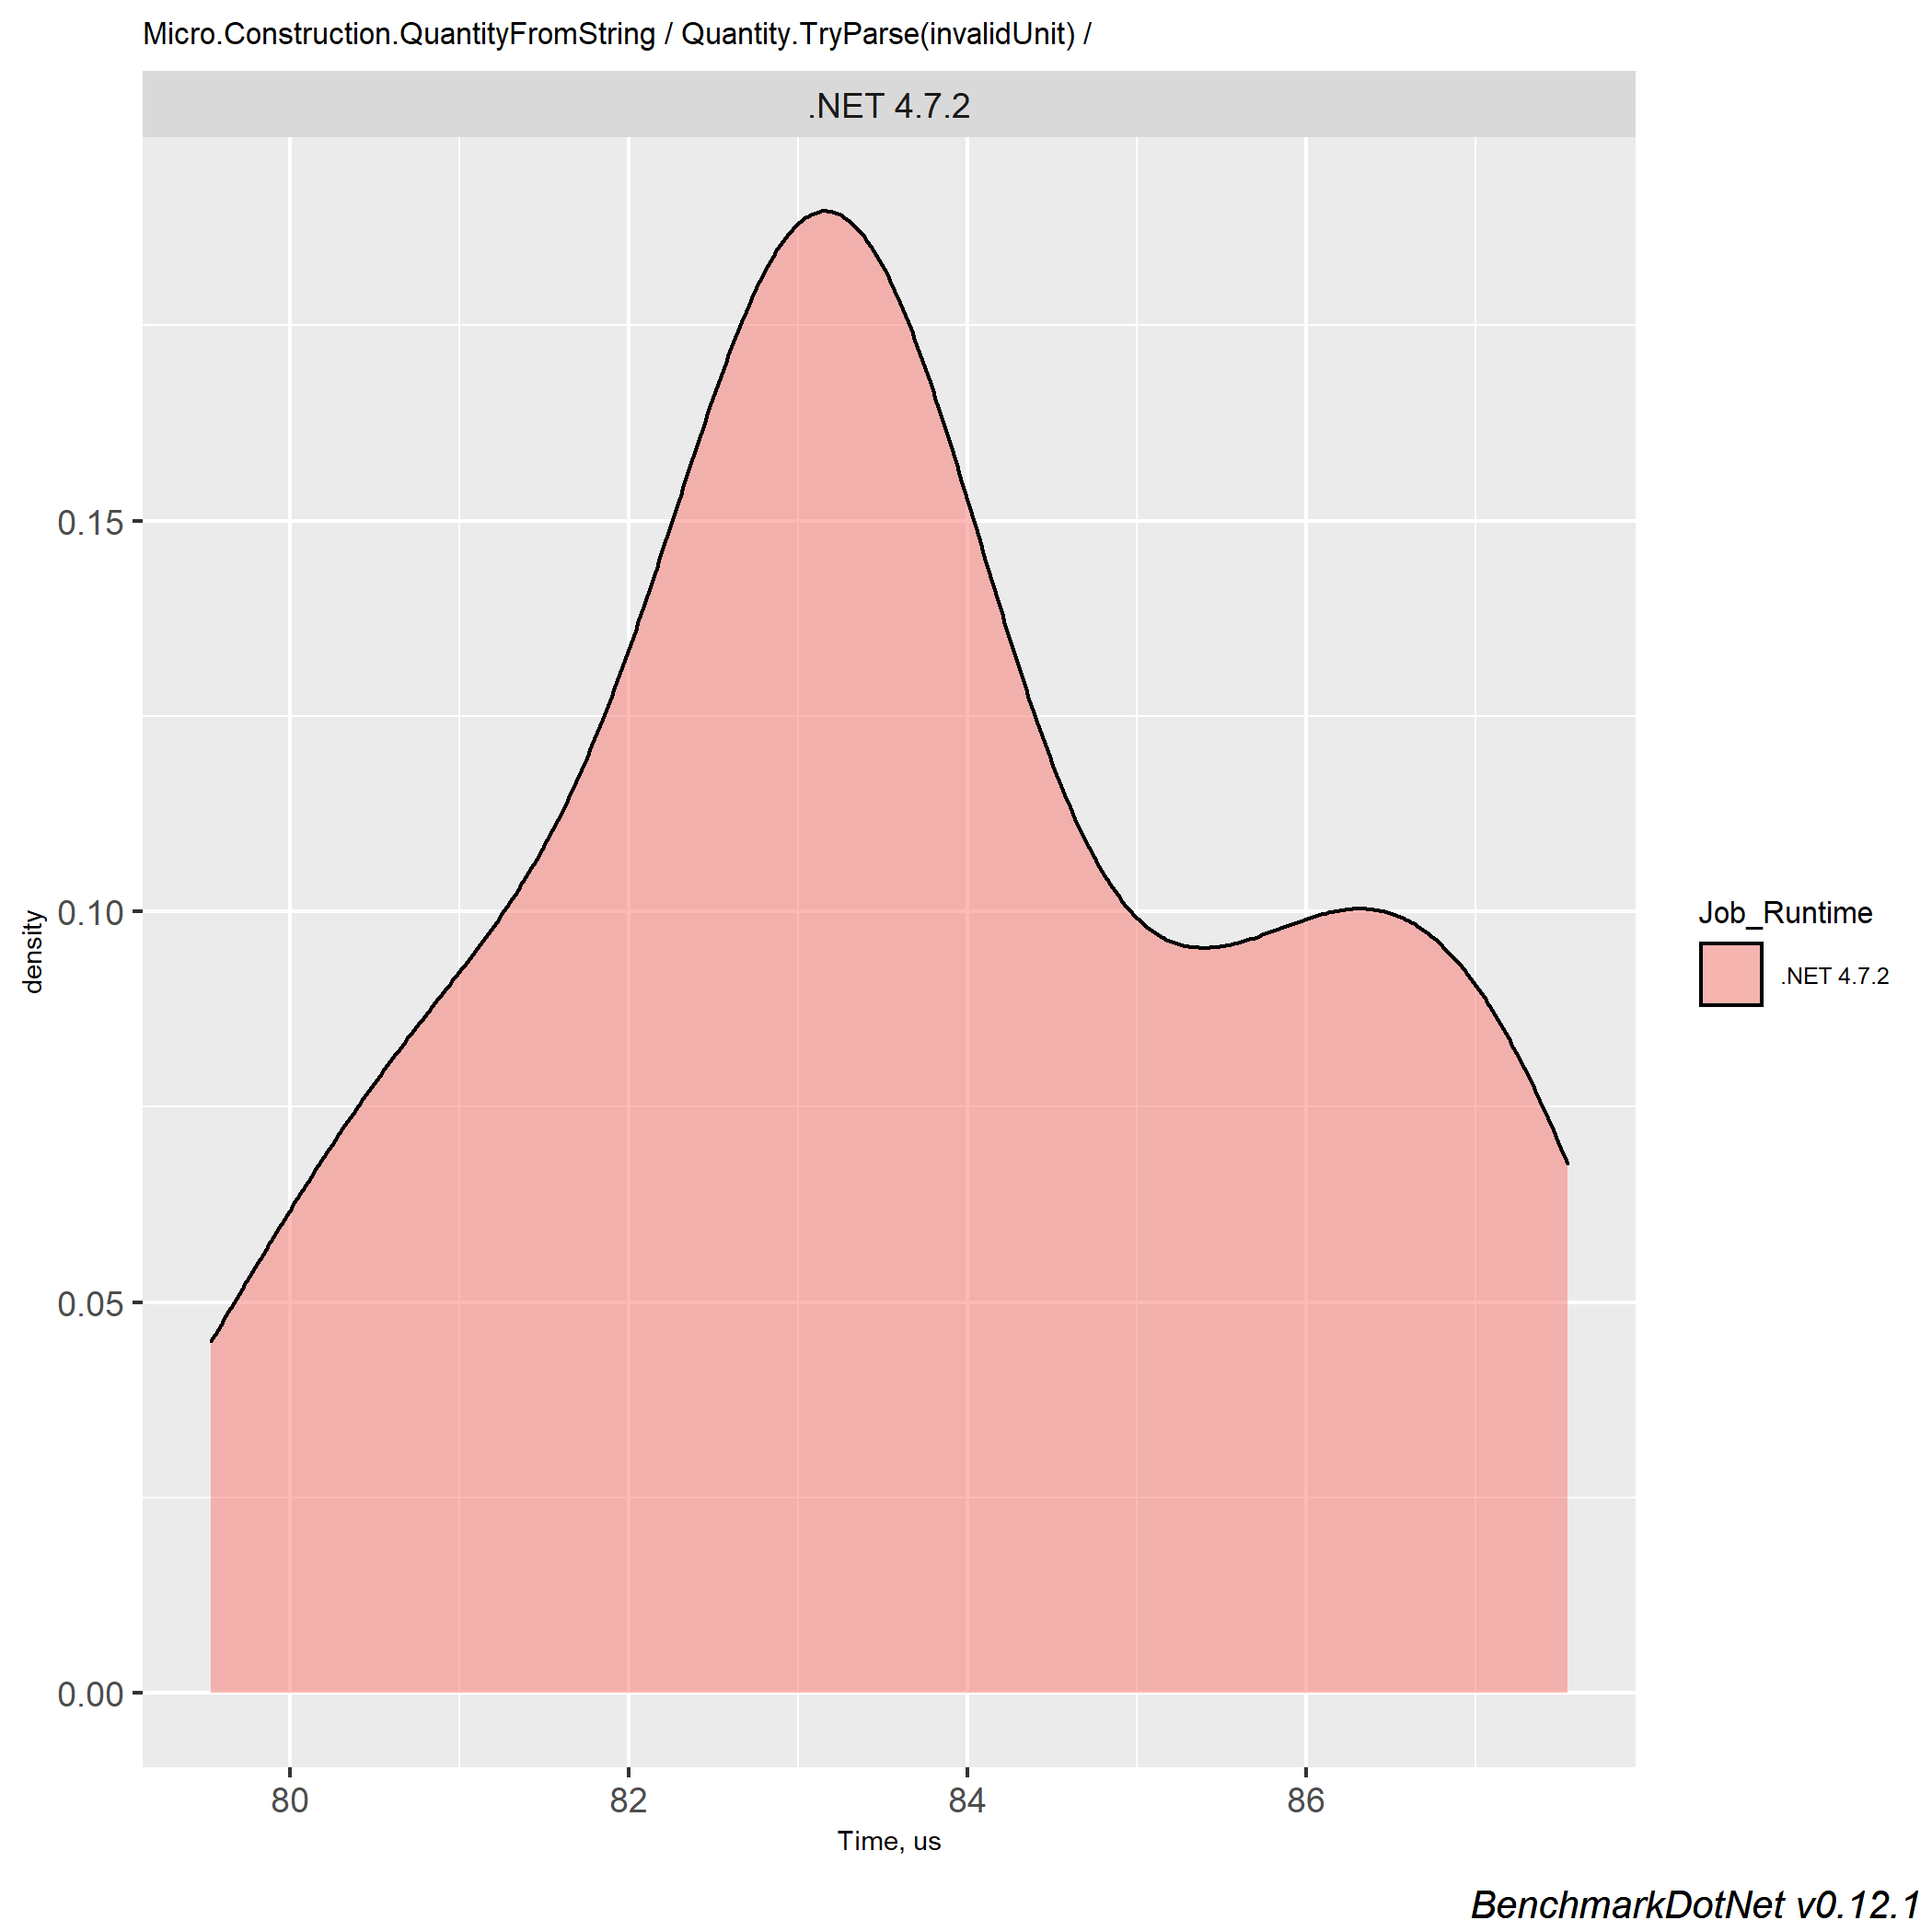 Micro.Construction.QuantityFromString / Quantity.TryParse(invalidUnit) /
.NET 4.7.2
0.15
0.10
0.05
0.00
density
80 82 84 86
Time, us
Job_Runtime
.NET 4.7.2
BenchmarkDotNet v0.12.1